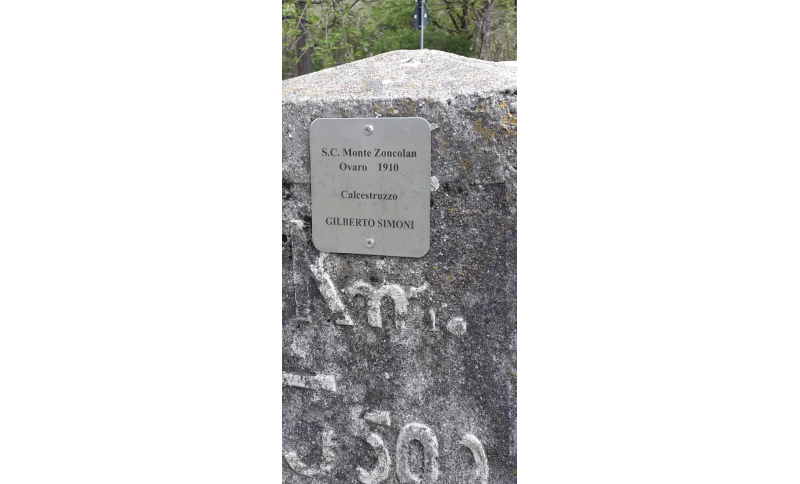 S.C. Monte Zoncolan
Ovaro 1910
Calcestruzzo
GILBERTO SIMONI
Km.